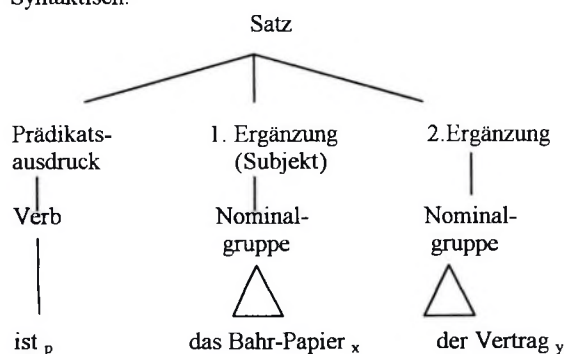 Syntaktisch:
Satz
Prädikats-
ausdruck
1. Ergänzung
(Subjekt)
2.Ergänzung
Verb
Nominal-
gruppe
Nominal-
gruppe
ist p
das Bahr-Papier x
der Vertrag y